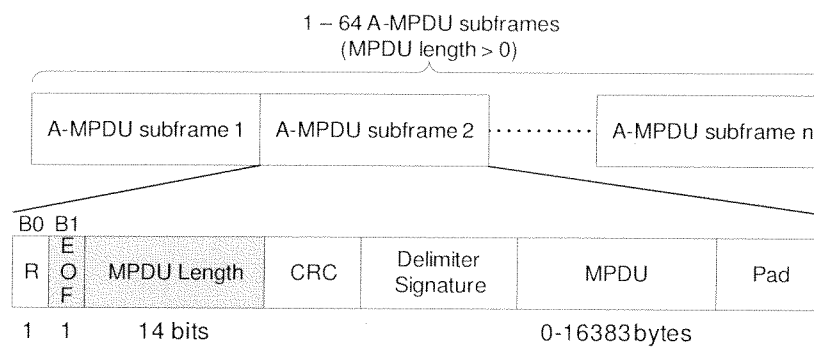 1 – 64 A-MPDU subframes
(MPDU length > 0)
A-MPDU subframe 1 A-MPDU subframe 2 ·········· A-MPDU subframe n
B0 B1
R EOF MPDU Length CRC Delimiter Signature MPDU Pad
1 1 14 bits 0-16383bytes